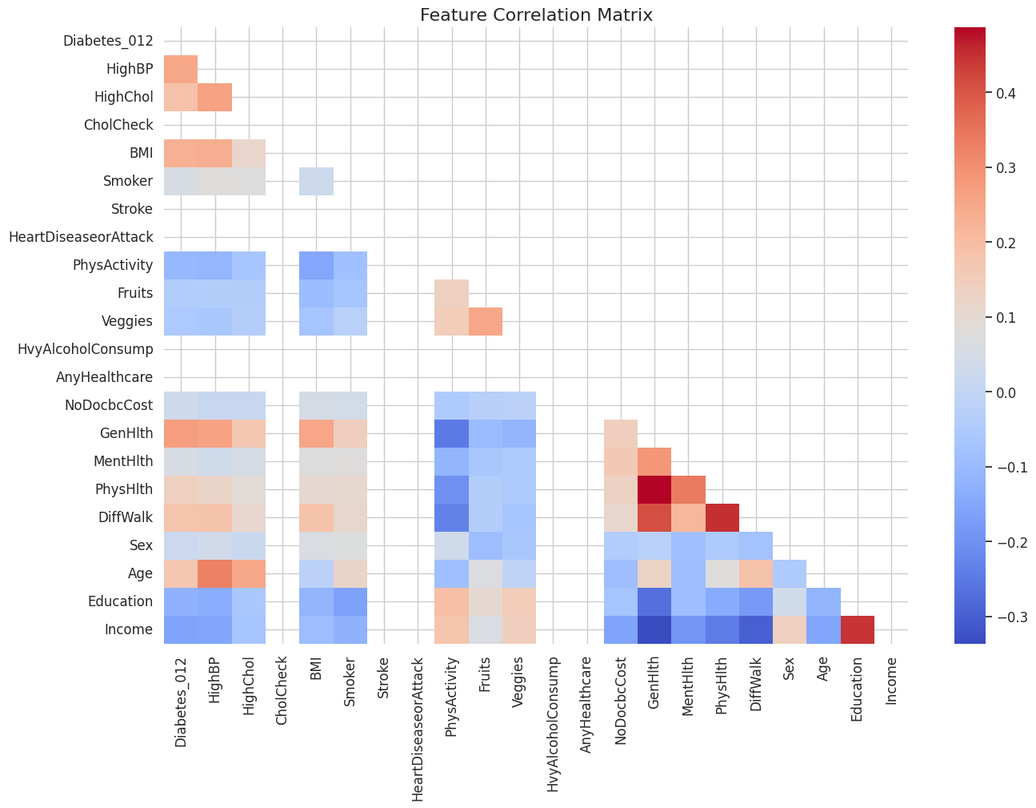 Feature Correlation Matrix
Diabetes_012
HighBP
HighChol
CholCheck
BMI
Smoker
Stroke
HeartDiseaseorAttack
PhysActivity
Fruits
Veggies
HvyAlcoholConsump
AnyHealthcare
NoDocbcCost
GenHlth
MentHlth
PhysHlth
DiffWalk
Sex
Age
Education
Income
Diabetes_012
HighBP
HighChol
CholCheck
BMI
Smoker
Stroke
HeartDiseaseorAttack
PhysActivity
Fruits
Veggies
HvyAlcoholConsump
AnyHealthcare
NoDocbcCost
GenHlth
MentHlth
PhysHlth
DiffWalk
Sex
Age
Education
Income
0.4
0.3
0.2
0.1
0.0
−0.1
−0.2
−0.3